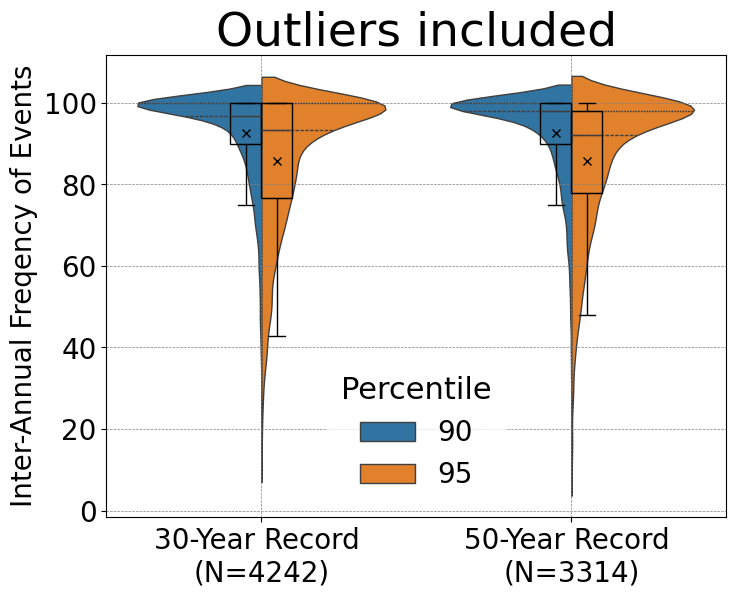 Outliers included
Inter-Annual Freqency of Events
100
80
60
40
20
0
Percentile
90
95
30-Year Record
(N=4242)
50-Year Record
(N=3314)